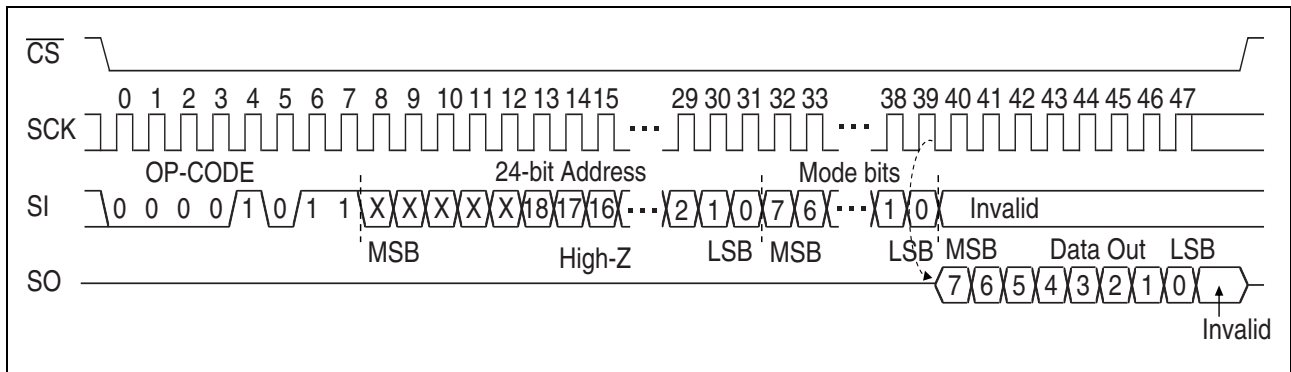 CS
0 1 2 3 4 5 6 7 8 9 10 11 12 13 14 15 29 30 31 32 33 38 39 40 41 42 43 44 45 46 47
SCK ... ...
OP-CODE 24-bit Address Mode bits
SI 0 0 0 0 1 0 1 1 X X X X X 18 17 16 ... 2 1 0 7 6 ... 1 0 Invalid
MSB High-Z LSB MSB LSB MSB Data Out LSB
SO 7 6 5 4 3 2 1 0
Invalid